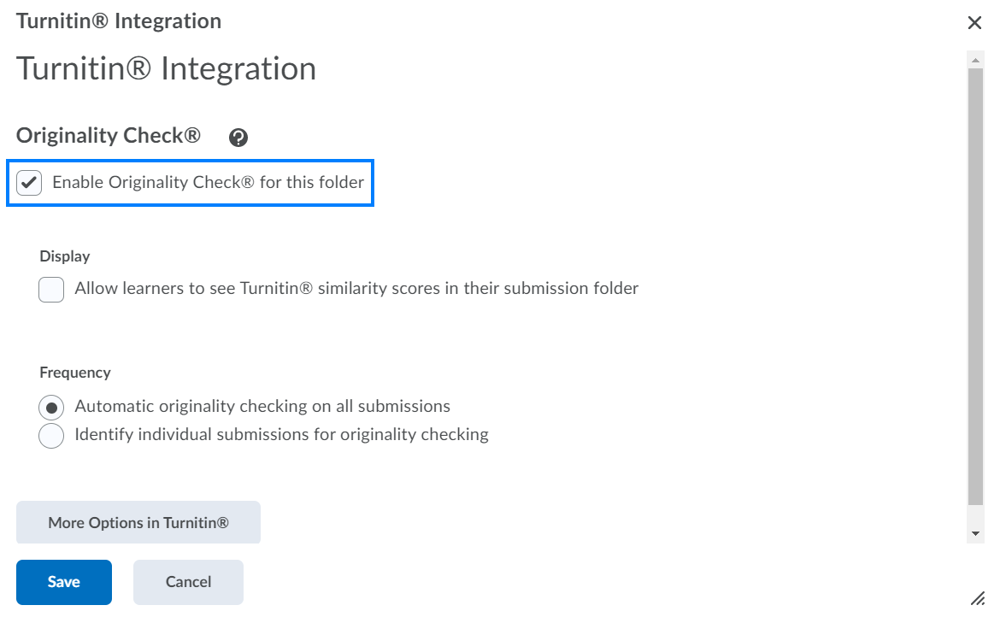 Turnitin® Integration
Turnitin® Integration
Originality Check®
Enable Originality Check® for this folder
Display
Allow learners to see Turnitin® similarity scores in their submission folder
Frequency
Automatic originality checking on all submissions
Identify individual submissions for originality checking
More Options in Turnitin®
Save
Cancel